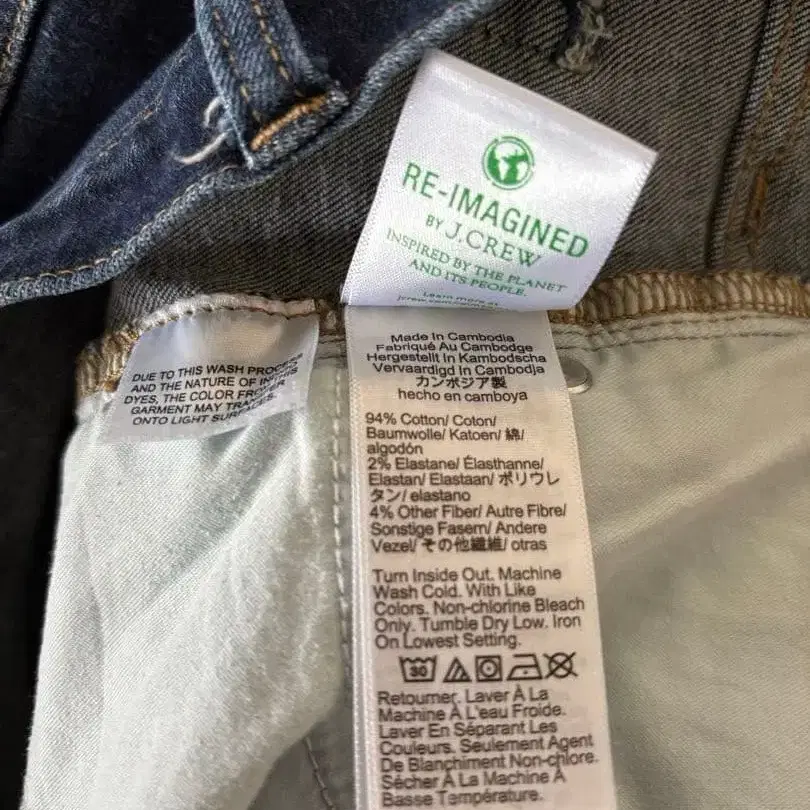 RE-IMAGINED
BY J.CREW
INSPIRED BY THE PLANET
AND ITS PEOPLE.
Learn more at
DUE TO THIS WASH PROCESS
AND THE NATURE OF
DYES, THE COLOR FROM
GARMENT MAY
ONTO LIGHT SURFACES.
Made In Cambodia
Fabriqué Au Cambodge
Hergestellt In Kambodscha
Vervaardigd In Cambodja
カンボジア製
hecho en camboya
94% Cotton/ Coton/
Baumwolle/ Katoen/ 綿/
algodón
2% Elastane/ Élasthanne/
Elastan/ Elastaan/ ポリウレ
タン/ elastano
4% Other Fiber/ Autre Fibre/
Sonstige Fasern/ Andere
Vezel/ その他繊維/ otras
Turn Inside Out. Machine
Wash Cold. With Like
Colors. Non-chlorine Bleach
Only. Tumble Dry Low. Iron
On Lowest Setting.
30
Retourner. Laver À La
Machine À L'eau Froide.
Laver En Séparant Les
Couleurs. Seulement Agent
De Blanchiment Non-chlore.
Sécher À La Machine À
Basse Température.